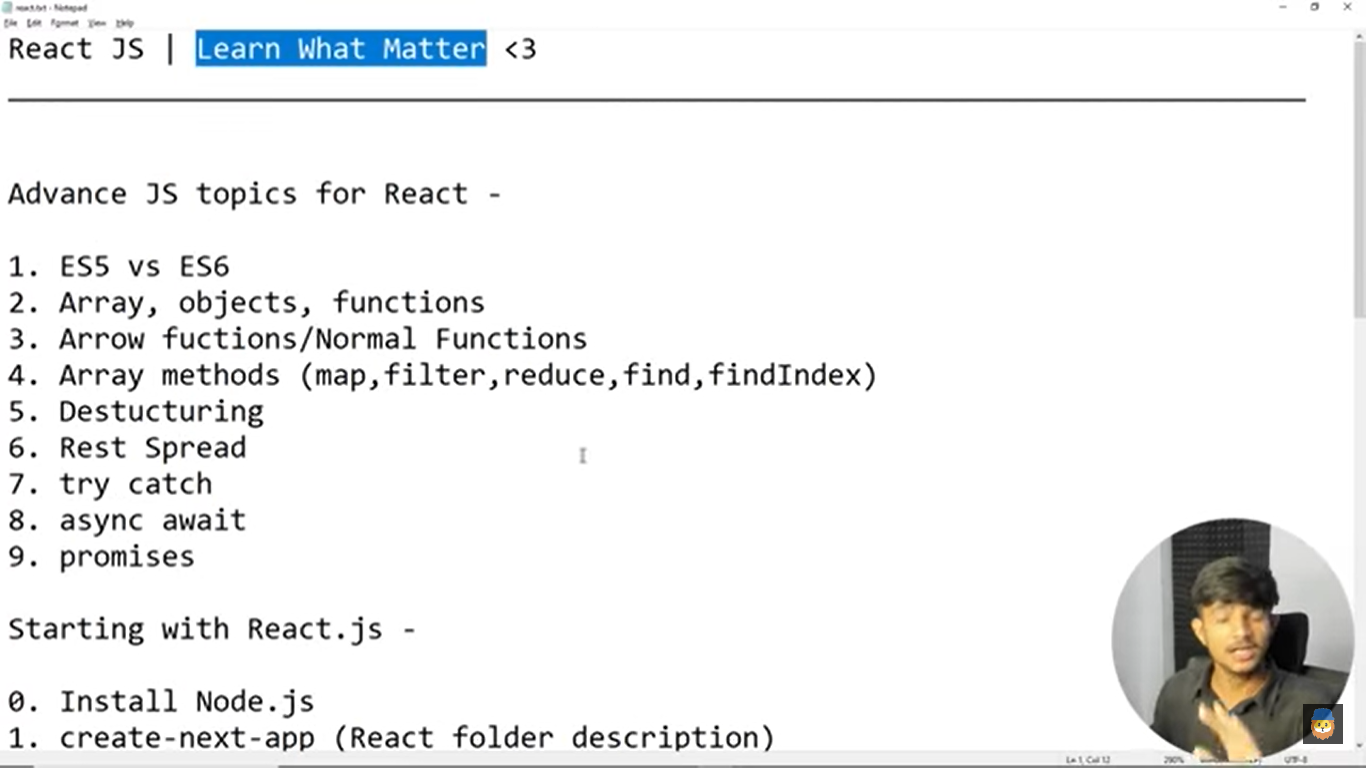 react.txt - Notepad
File Edit Format View Help
React JS | Learn What Matter <3
Advance JS topics for React -
1. ES5 vs ES6
2. Array, objects, functions
3. Arrow fuctions/Normal Functions
4. Array methods (map,filter,reduce,find,findIndex)
5. Destucturing
6. Rest Spread
7. try catch
8. async await
9. promises
Starting with React.js -
0. Install Node.js
1. create-next-app (React folder description)
Ln 1, Col 12 UTF-8